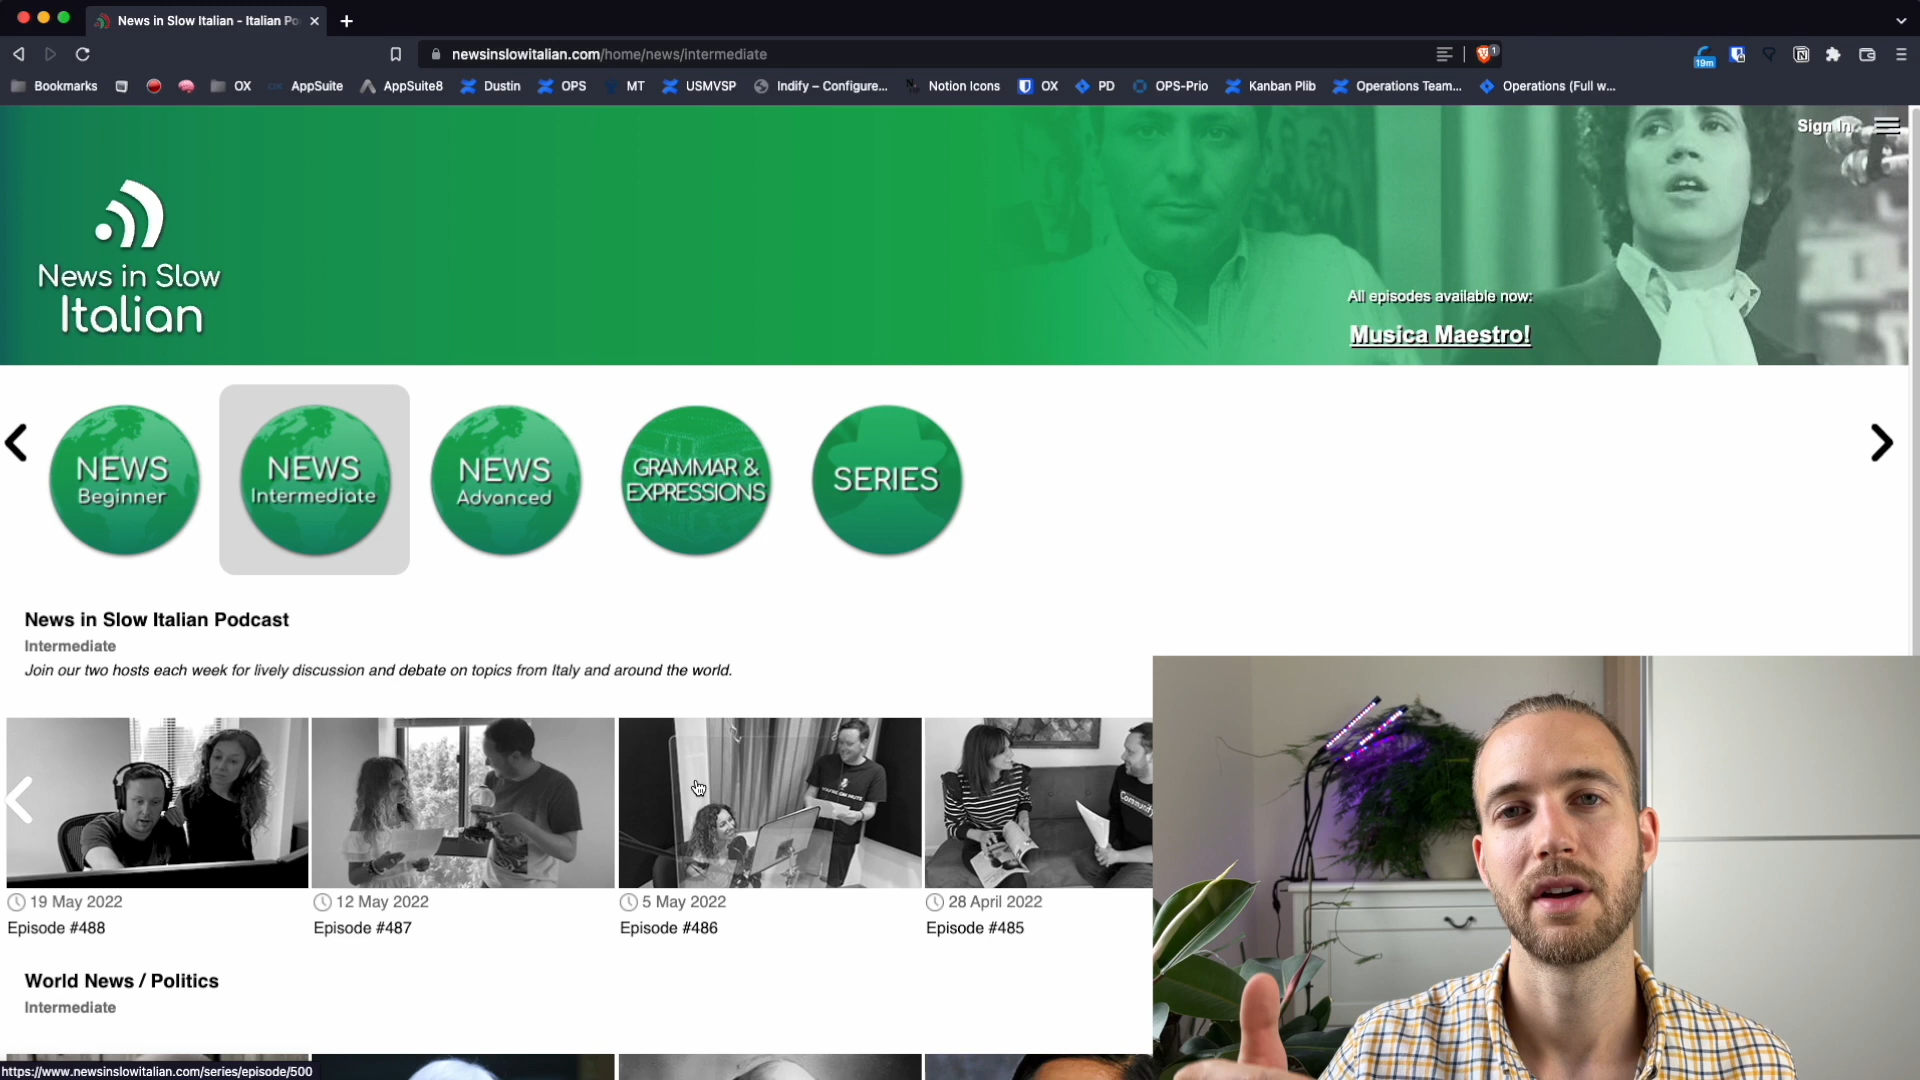 News in Slow Italian - Italian Po
newsinslowitalian.com/home/news/intermediate
1
19m
Bookmarks
OX
AppSuite
AppSuite8
Dustin
OPS
MT
USMVSP
Indify – Configure...
Notion Icons
OX
PD
OPS-Prio
Kanban Plib
Operations Team...
Operations (Full w...
Sign In
News in Slow
Italian
All episodes available now:
Musica Maestro!
NEWS
Beginner
NEWS
Intermediate
NEWS
Advanced
GRAMMAR &
EXPRESSIONS
SERIES
News in Slow Italian Podcast
Intermediate
Join our two hosts each week for lively discussion and debate on topics from Italy and around the world.
19 May 2022
Episode #488
12 May 2022
Episode #487
5 May 2022
Episode #486
28 April 2022
Episode #485
World News / Politics
Intermediate
https://www.newsinslowitalian.com/series/episode/500